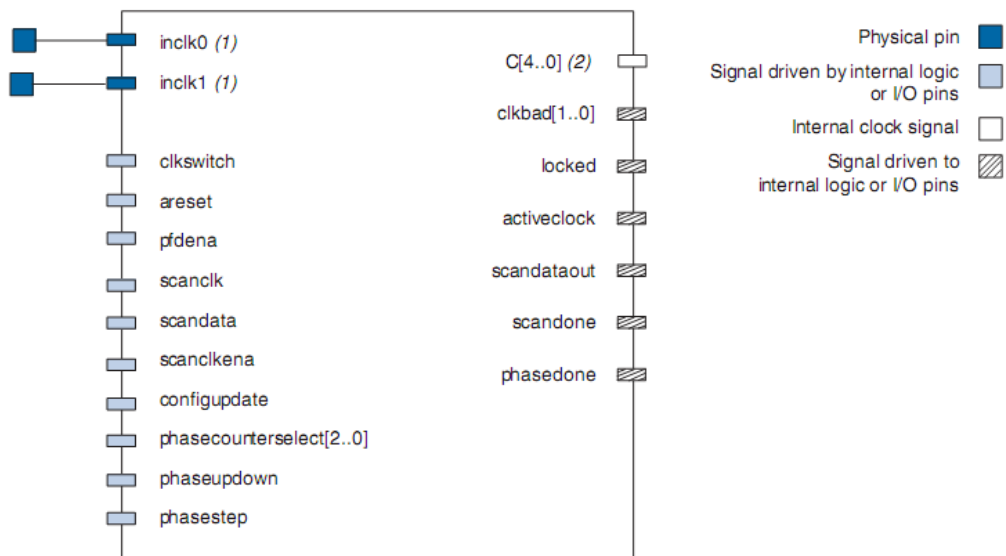 inclk0 (1)
inclk1 (1)
clkswitch
areset
pfdena
scanclk
scandata
scanclkena
configupdate
phasecounterselect[2..0]
phaseupdown
phasestep
C[4..0] (2)
clkbad[1..0]
locked
activeclock
scandataout
scandone
phasedone
Physical pin
Signal driven by internal logic
or I/O pins
Internal clock signal
Signal driven to
internal logic or I/O pins